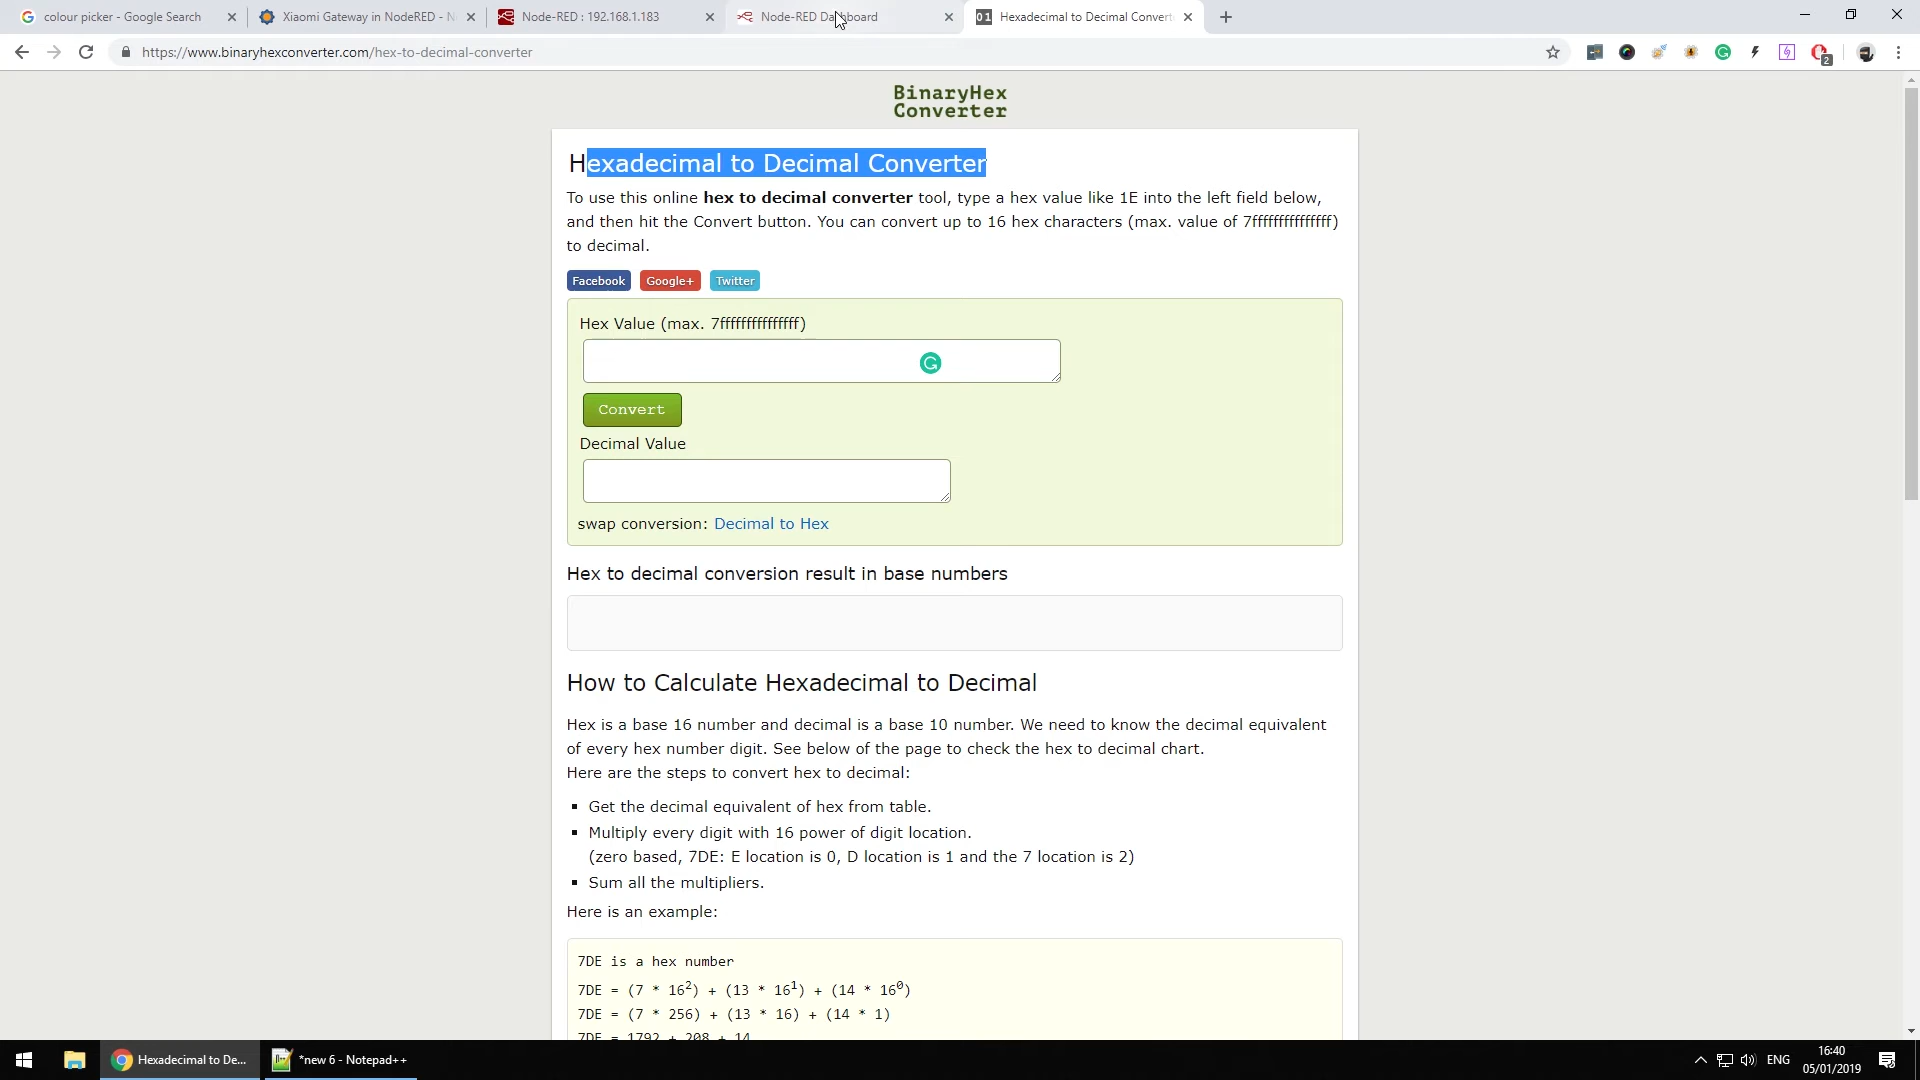 colour picker - Google Search
Xiaomi Gateway in NodeRED - N
Node-RED : 192.168.1.183
Node-RED Dashboard
01
Hexadecimal to Decimal Convert
https://www.binaryhexconverter.com/hex-to-decimal-converter
2
BinaryHex
Converter
Hexadecimal to Decimal Converter
To use this online hex to decimal converter tool, type a hex value like 1E into the left field below,
and then hit the Convert button. You can convert up to 16 hex characters (max. value of 7fffffffffffffff)
to decimal.
Facebook Google+ Twitter
Hex Value (max. 7fffffffffffffff)
Convert
Decimal Value
swap conversion: Decimal to Hex
Hex to decimal conversion result in base numbers
How to Calculate Hexadecimal to Decimal
Hex is a base 16 number and decimal is a base 10 number. We need to know the decimal equivalent
of every hex number digit. See below of the page to check the hex to decimal chart.
Here are the steps to convert hex to decimal:
Get the decimal equivalent of hex from table.
Multiply every digit with 16 power of digit location.
(zero based, 7DE: E location is 0, D location is 1 and the 7 location is 2)
Sum all the multipliers.
Here is an example:
7DE is a hex number
7DE = (7 * 16²) + (13 * 16¹) + (14 * 16⁰)
7DE = (7 * 256) + (13 * 16) + (14 * 1)
7DE = 1792 + 208 + 14
Hexadecimal to De...
*new 6 - Notepad++
ENG
16:40
05/01/2019